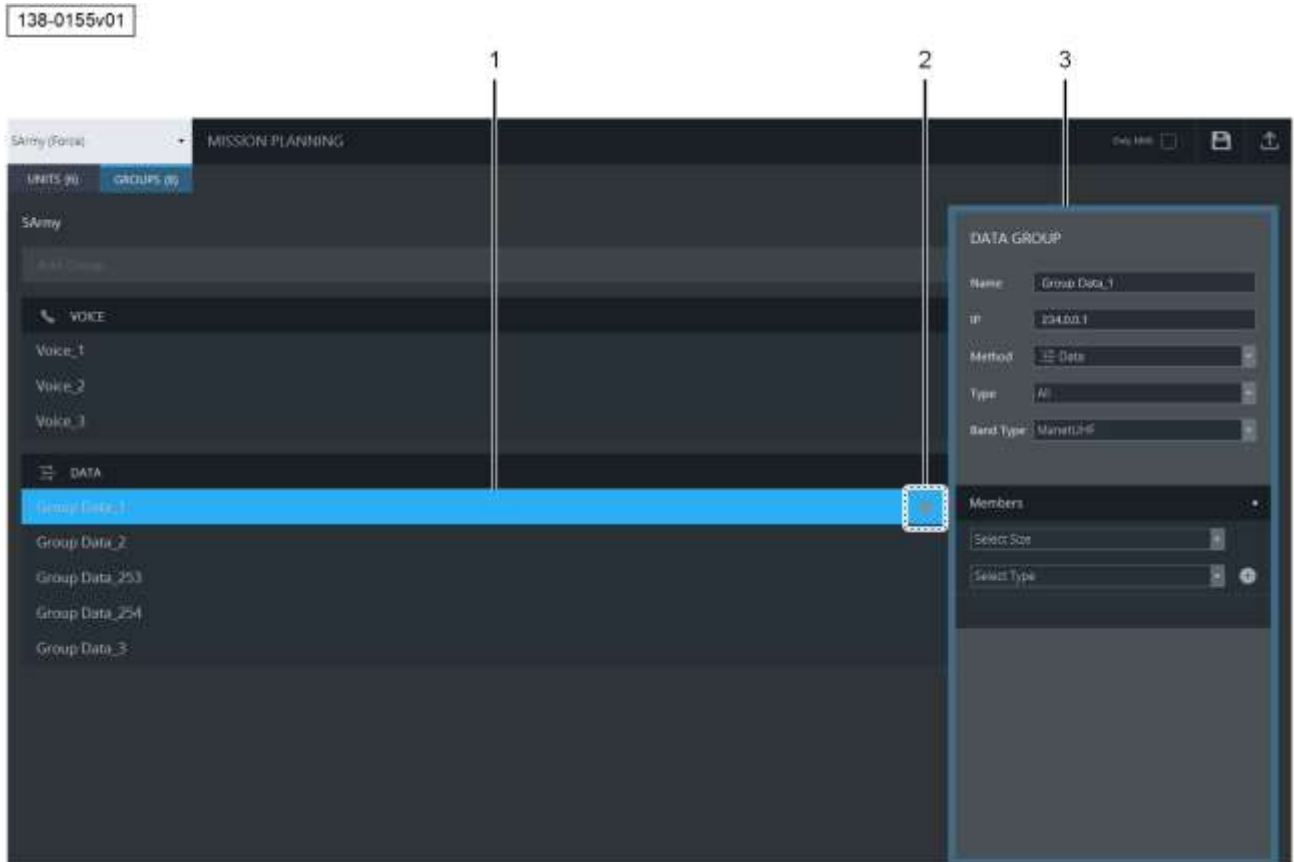 138-0155v01
1 2 3
SArmy (Force) MISSION PLANNING
UNITS (6) GROUPS (8)
SArmy
Add Group
VOICE
Voice_1
Voice_2
Voice_3
DATA
Group Data_1
Group Data_2
Group Data_253
Group Data_254
Group Data_3
DATA GROUP
Name Group Data_1
IP 234.0.0.1
Method Data
Type All
Band Type ManetUHF
Members
Select Size
Select Type